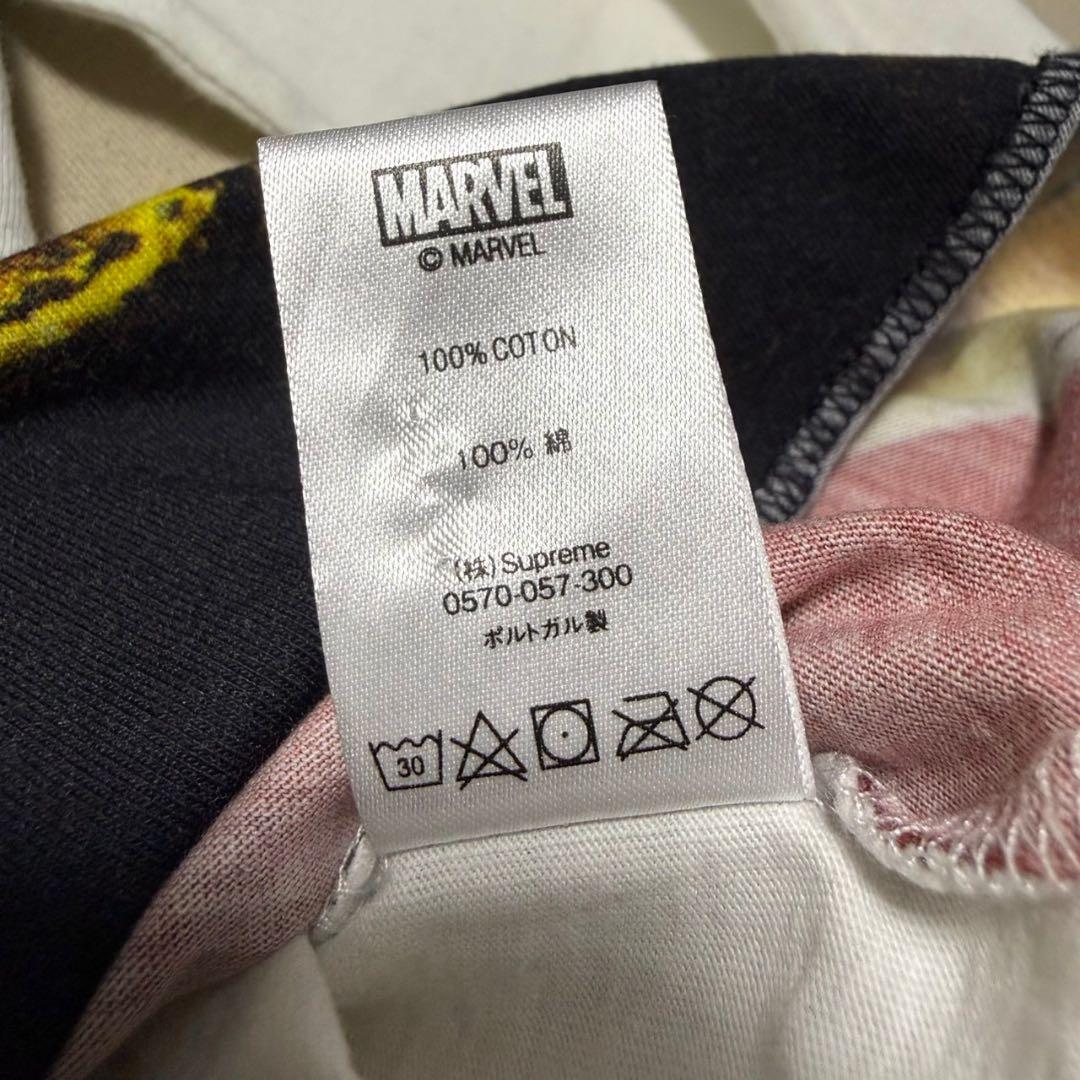 MARVEL
© MARVEL
100% COTON
100% 綿
(株)Supreme
0570-057-300
ポルトガル製
30